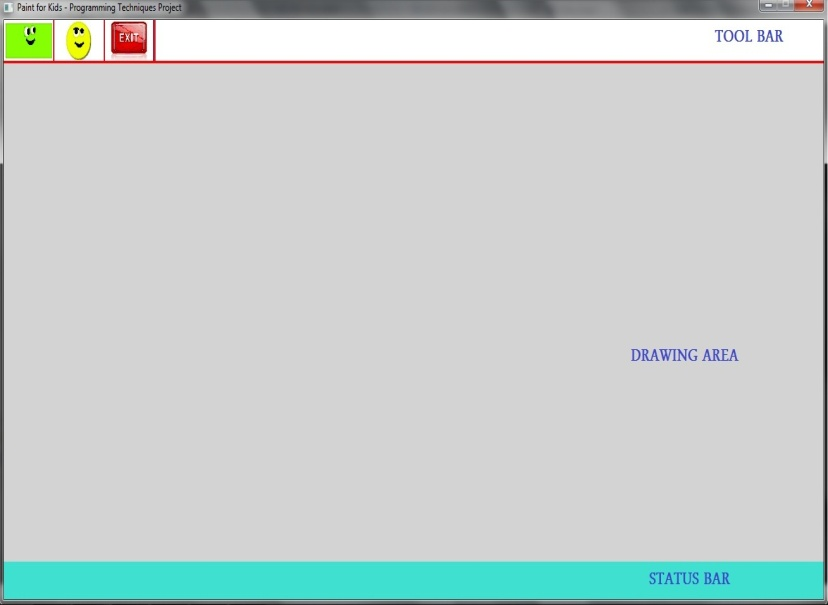 Paint for Kids - Programming Techniques Project
EXIT
TOOL BAR
DRAWING AREA
STATUS BAR